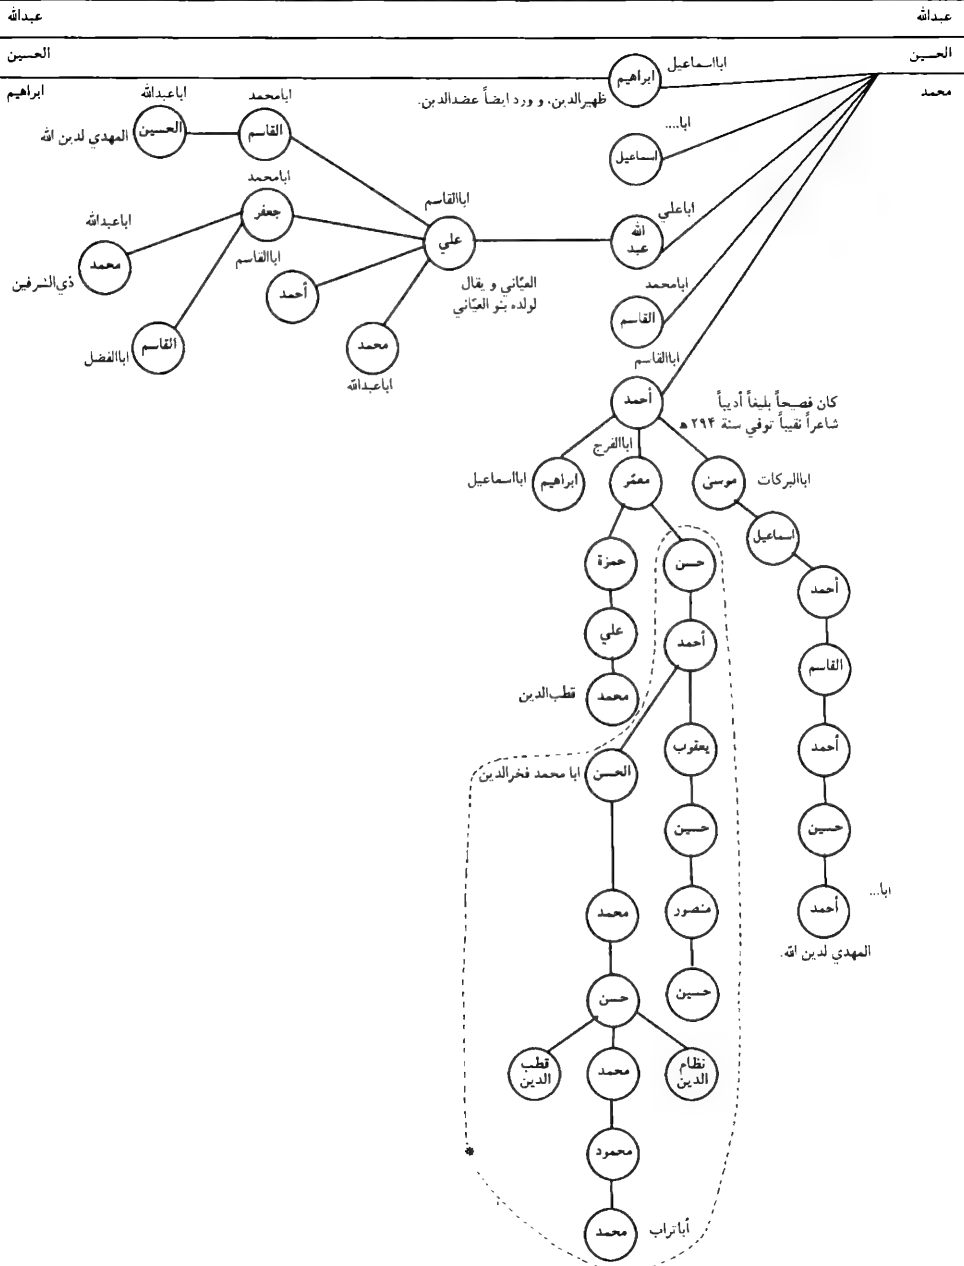 عبدالله
عبدالله
الحسين
الحسين
محمد
ابراهيم
ابااسماعيل
ابراهيم
ظهيرالدين، و ورد ايضاً عضدالدين.
ابا....
اسماعيل
اباعلي
عبد
الله
ابامحمد
القاسم
اباالقاسم
أحمد
كان فصيحاً بليغاً أديباً
شاعراً نقيباً توفي سنة ۲۹۴ ه
اباالقاسم
علي
العيّاني و يقال
لولده بنو العيّاني
ابامحمد
القاسم
اباعبدالله
الحسين
المهدي لدين الله
ابامحمد
جعفر
اباعبدالله
محمد
ذي‌الشرفين
القاسم
اباالفضل
اباالقاسم
أحمد
محمد
اباعبدالله
اباالبركات
موسى
اباالفرج
معمّر
ابراهيم
ابااسماعيل
اسماعيل
أحمد
القاسم
أحمد
حسين
ابا...
أحمد
المهدي لدين الله.
حسن
حمزة
علي
محمد
قطب‌الدين
أحمد
يعقوب
حسين
منصور
حسين
الحسن
ابا محمد فخرالدين
محمد
حسن
نظام
الدين
محمد
قطب
الدين
محمود
محمد
أباتراب
*